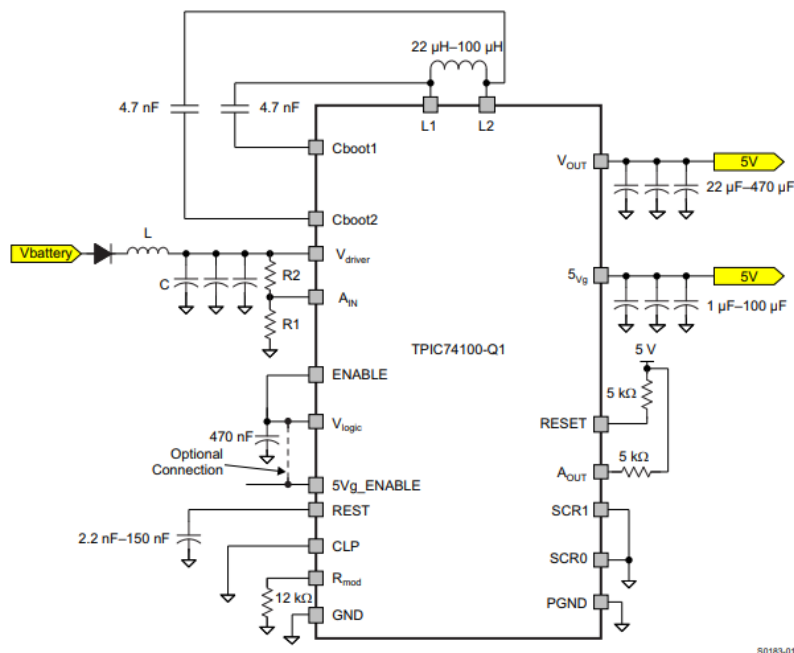 22 µH–100 µH
4.7 nF
4.7 nF
L1
L2
Cboot1
VOUT
5V
22 µF–470 µF
Cboot2
L
Vbattery
Vdriver
R2
C
5Vg
5V
AIN
1 µF–100 µF
R1
TPIC74100-Q1
5 V
ENABLE
5 kΩ
Vlogic
RESET
470 nF
Optional
Connection
5 kΩ
AOUT
5Vg_ENABLE
REST
SCR1
2.2 nF–150 nF
CLP
SCR0
Rmod
12 kΩ
PGND
GND
S0183-01